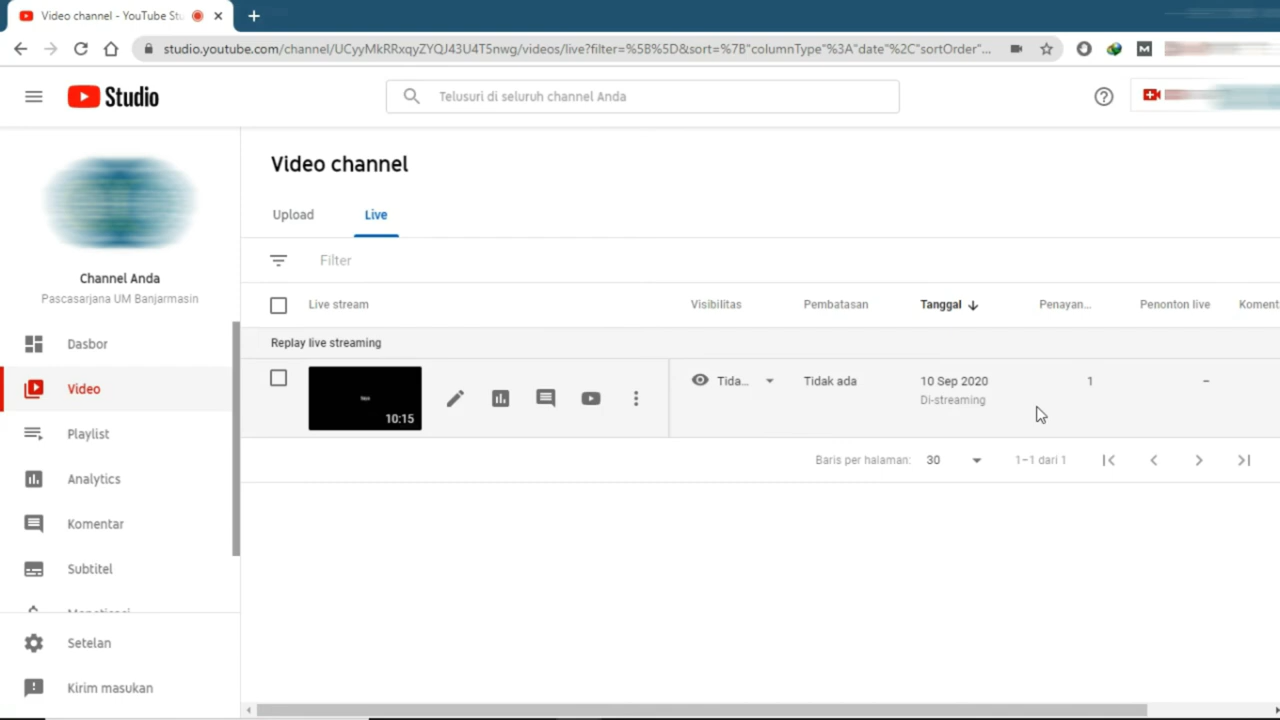 Video channel - YouTube Stu
studio.youtube.com/channel/UCyyMkRRxqyZYQJ43U4T5nwg/videos/live?filter=%5B%5D&sort=%7B"columnType"%3A"date"%2C"sortOrder"...
Studio
Telusuri di seluruh channel Anda
Channel Anda
Pascasarjana UM Banjarmasin
Dasbor
Video
Playlist
Analytics
Komentar
Subtitel
Monetisasi
Setelan
Kirim masukan
Video channel
Upload Live
Filter
Live stream Visibilitas Pembatasan Tanggal Penayan... Penonton live Koment
Replay live streaming
10:15 Tida... Tidak ada 10 Sep 2020 1 –
Di-streaming
Baris per halaman: 30 1–1 dari 1